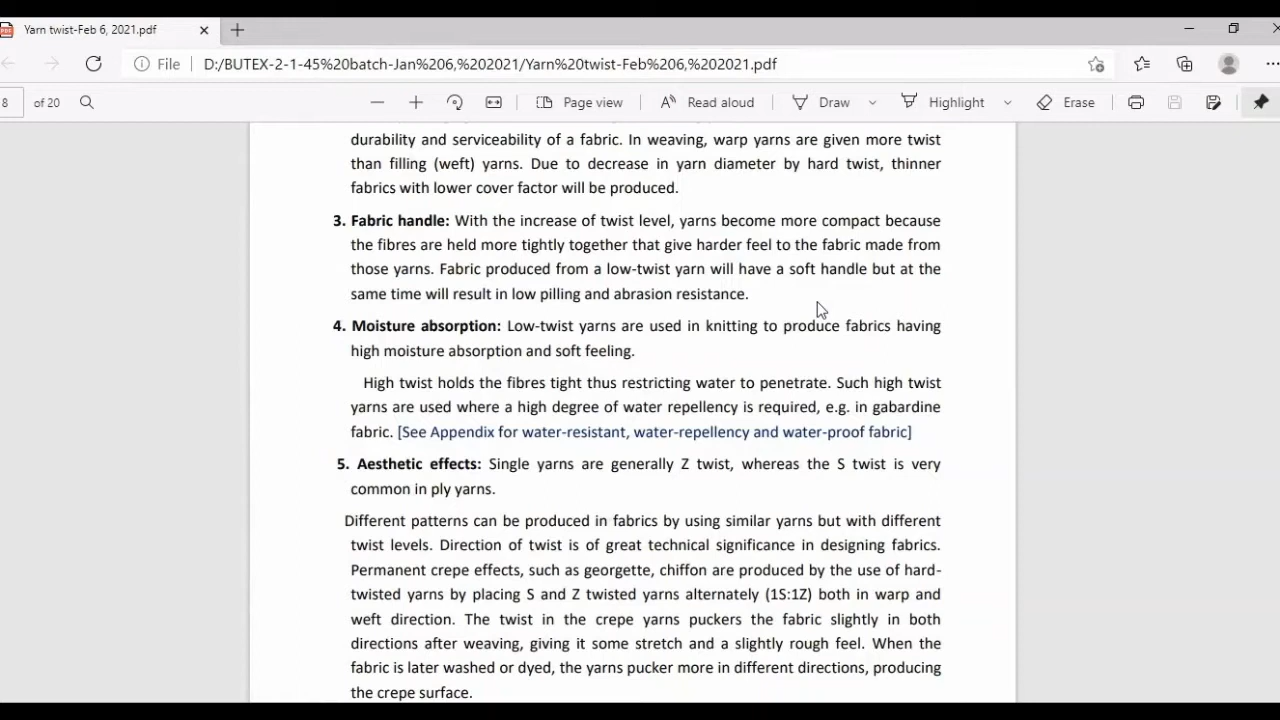 Yarn twist-Feb 6, 2021.pdf
File D:/BUTEX-2-1-45%20batch-Jan%206,%202021/Yarn%20twist-Feb%206,%202021.pdf
8 of 20 Page view Read aloud Draw Highlight Erase
durability and serviceability of a fabric. In weaving, warp yarns are given more twist
than filling (weft) yarns. Due to decrease in yarn diameter by hard twist, thinner
fabrics with lower cover factor will be produced.
3. Fabric handle: With the increase of twist level, yarns become more compact because
the fibres are held more tightly together that give harder feel to the fabric made from
those yarns. Fabric produced from a low-twist yarn will have a soft handle but at the
same time will result in low pilling and abrasion resistance.
4. Moisture absorption: Low-twist yarns are used in knitting to produce fabrics having
high moisture absorption and soft feeling.
High twist holds the fibres tight thus restricting water to penetrate. Such high twist
yarns are used where a high degree of water repellency is required, e.g. in gabardine
fabric. [See Appendix for water-resistant, water-repellency and water-proof fabric]
5. Aesthetic effects: Single yarns are generally Z twist, whereas the S twist is very
common in ply yarns.
Different patterns can be produced in fabrics by using similar yarns but with different
twist levels. Direction of twist is of great technical significance in designing fabrics.
Permanent crepe effects, such as georgette, chiffon are produced by the use of hard-
twisted yarns by placing S and Z twisted yarns alternately (1S:1Z) both in warp and
weft direction. The twist in the crepe yarns puckers the fabric slightly in both
directions after weaving, giving it some stretch and a slightly rough feel. When the
fabric is later washed or dyed, the yarns pucker more in different directions, producing
the crepe surface.